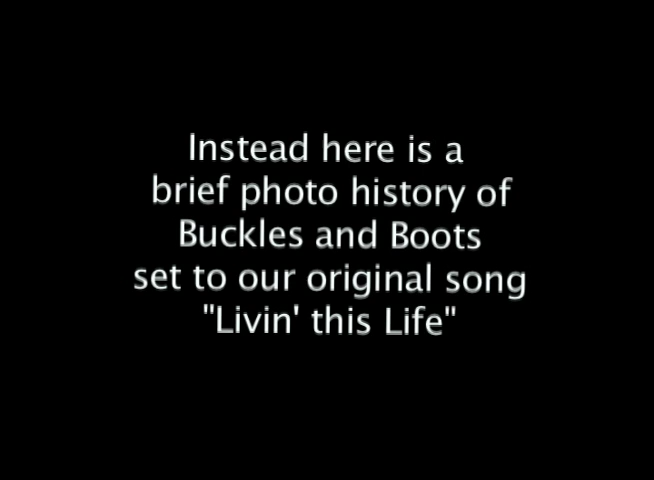 Instead here is a
brief photo history of
Buckles and Boots
set to our original song
"Livin' this Life"